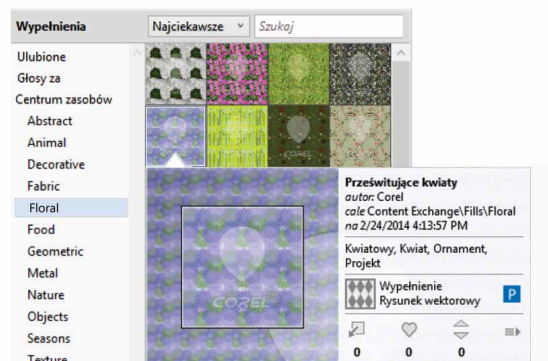 Wypełnienia
Najciekawsze
Szukaj
Ulubione
Głosy za
Centrum zasobów
Abstract
Animal
Decorative
Fabric
Floral
Food
Geometric
Metal
Nature
Objects
Seasons
Texture
COREL
COREL
Prześwitujące kwiaty
autor: Corel
cale Content Exchange\Fills\Floral
na 2/24/2014 4:13:57 PM
Kwiatowy, Kwiat, Ornament,
Projekt
Wypełnienie
Rysunek wektorowy
P
0 0 0